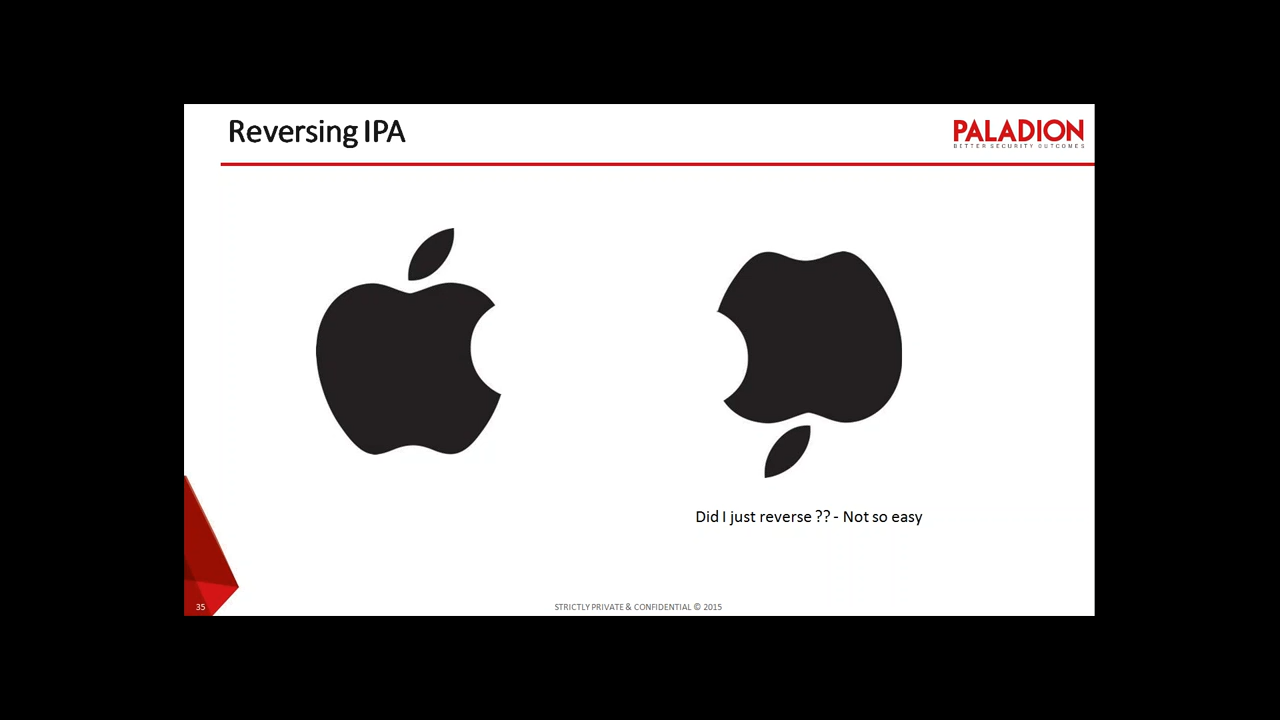 Reversing IPA
PALADION
BETTER SECURITY OUTCOMES
Did I just reverse ?? - Not so easy
35
STRICTLY PRIVATE & CONFIDENTIAL © 2015